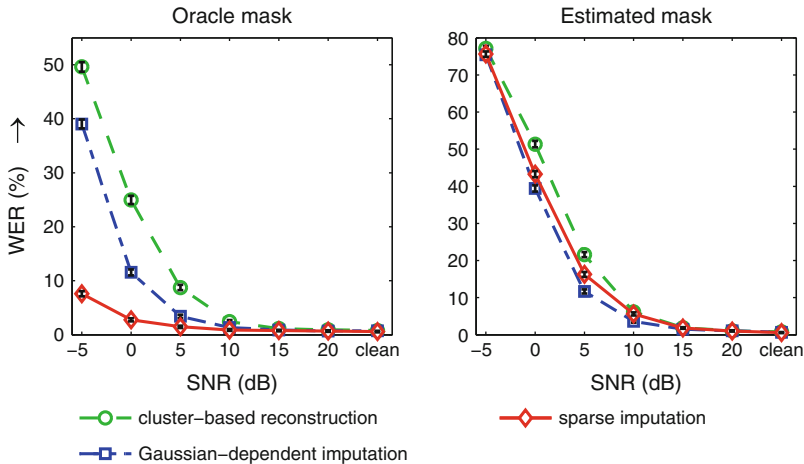 Oracle mask
Estimated mask
WER (%) →
50
40
30
20
10
0
−5 0 5 10 15 20 clean
SNR (dB)
80
70
60
50
40
30
20
10
0
−5 0 5 10 15 20 clean
SNR (dB)
cluster−based reconstruction
sparse imputation
Gaussian−dependent imputation